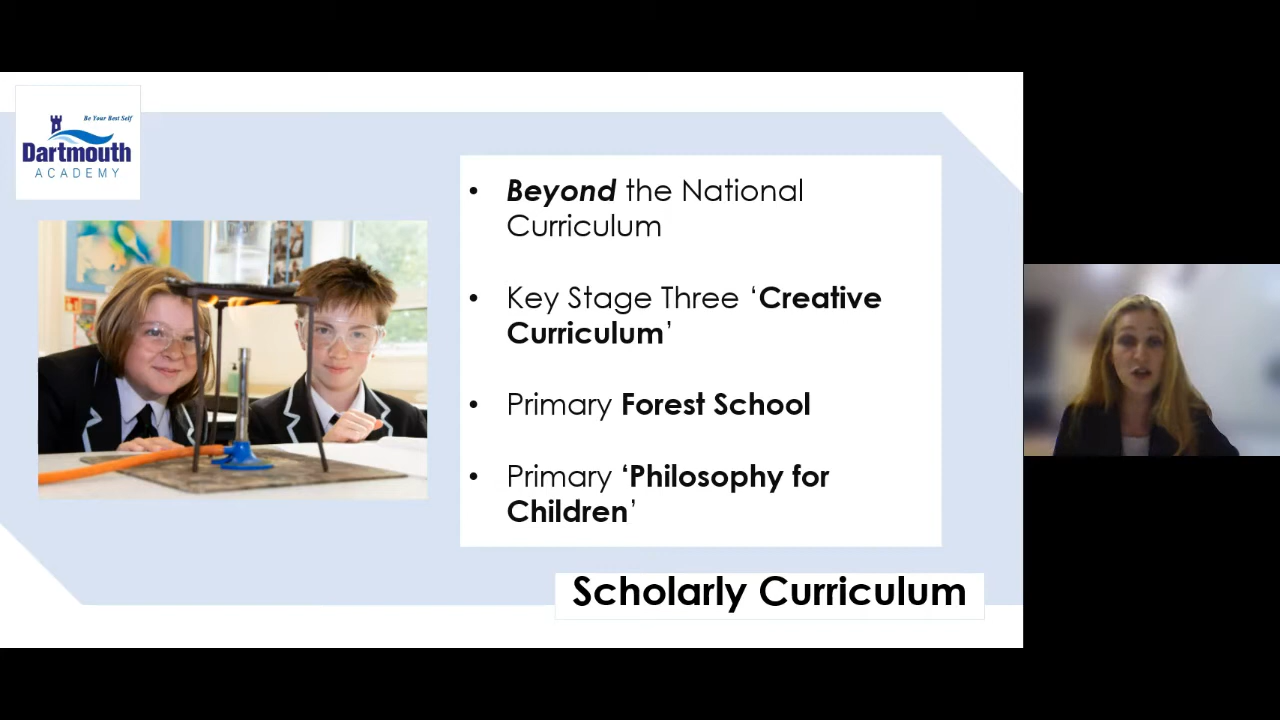 Be Your Best Self
Dartmouth
ACADEMY
• Beyond the National
Curriculum
• Key Stage Three ‘Creative
Curriculum’
• Primary Forest School
• Primary ‘Philosophy for
Children’
Scholarly Curriculum